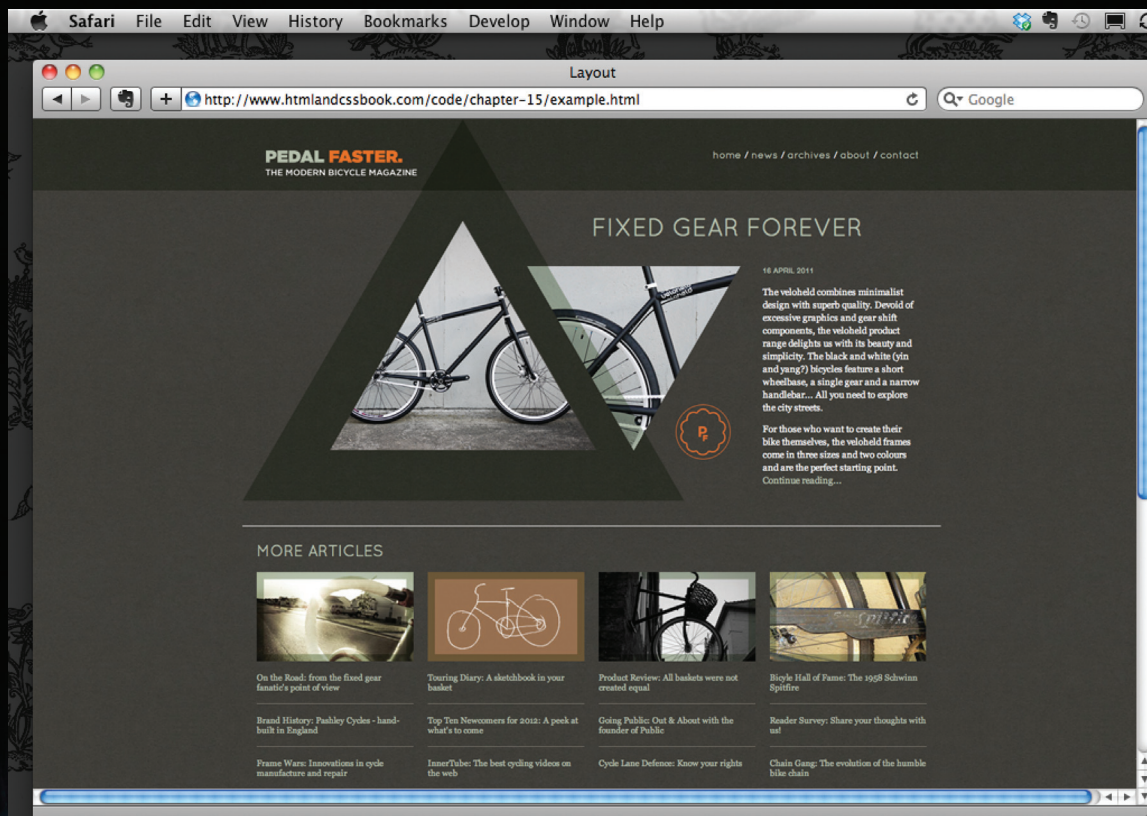 Safari File Edit View History Bookmarks Develop Window Help
Layout
http://www.htmlandcssbook.com/code/chapter-15/example.html
Google
PEDAL FASTER.
THE MODERN BICYCLE MAGAZINE
home / news / archives / about / contact
FIXED GEAR FOREVER
16 APRIL 2011
The veloheld combines minimalist
design with superb quality. Devoid of
excessive graphics and gear shift
components, the veloheld product
range delights us with its beauty and
simplicity. The black and white (yin
and yang?) bicycles feature a short
wheelbase, a single gear and a narrow
handlebar... All you need to explore
the city streets.
For those who want to create their
bike themselves, the veloheld frames
come in three sizes and two colours
and are the perfect starting point.
Continue reading...
veloheld
PF
MORE ARTICLES
On the Road: from the fixed gear
fanatic's point of view
Touring Diary: A sketchbook in your
basket
Product Review: All baskets were not
created equal
Bicyle Hall of Fame: The 1958 Schwinn
Spitfire
Brand History: Pashley Cycles - hand-
built in England
Top Ten Newcomers for 2012: A peek at
what's to come
Going Public: Out & About with the
founder of Public
Reader Survey: Share your thoughts with
us!
Frame Wars: Innovations in cycle
manufacture and repair
InnerTube: The best cycling videos on
the web
Cycle Lane Defence: Know your rights
Chain Gang: The evolution of the humble
bike chain